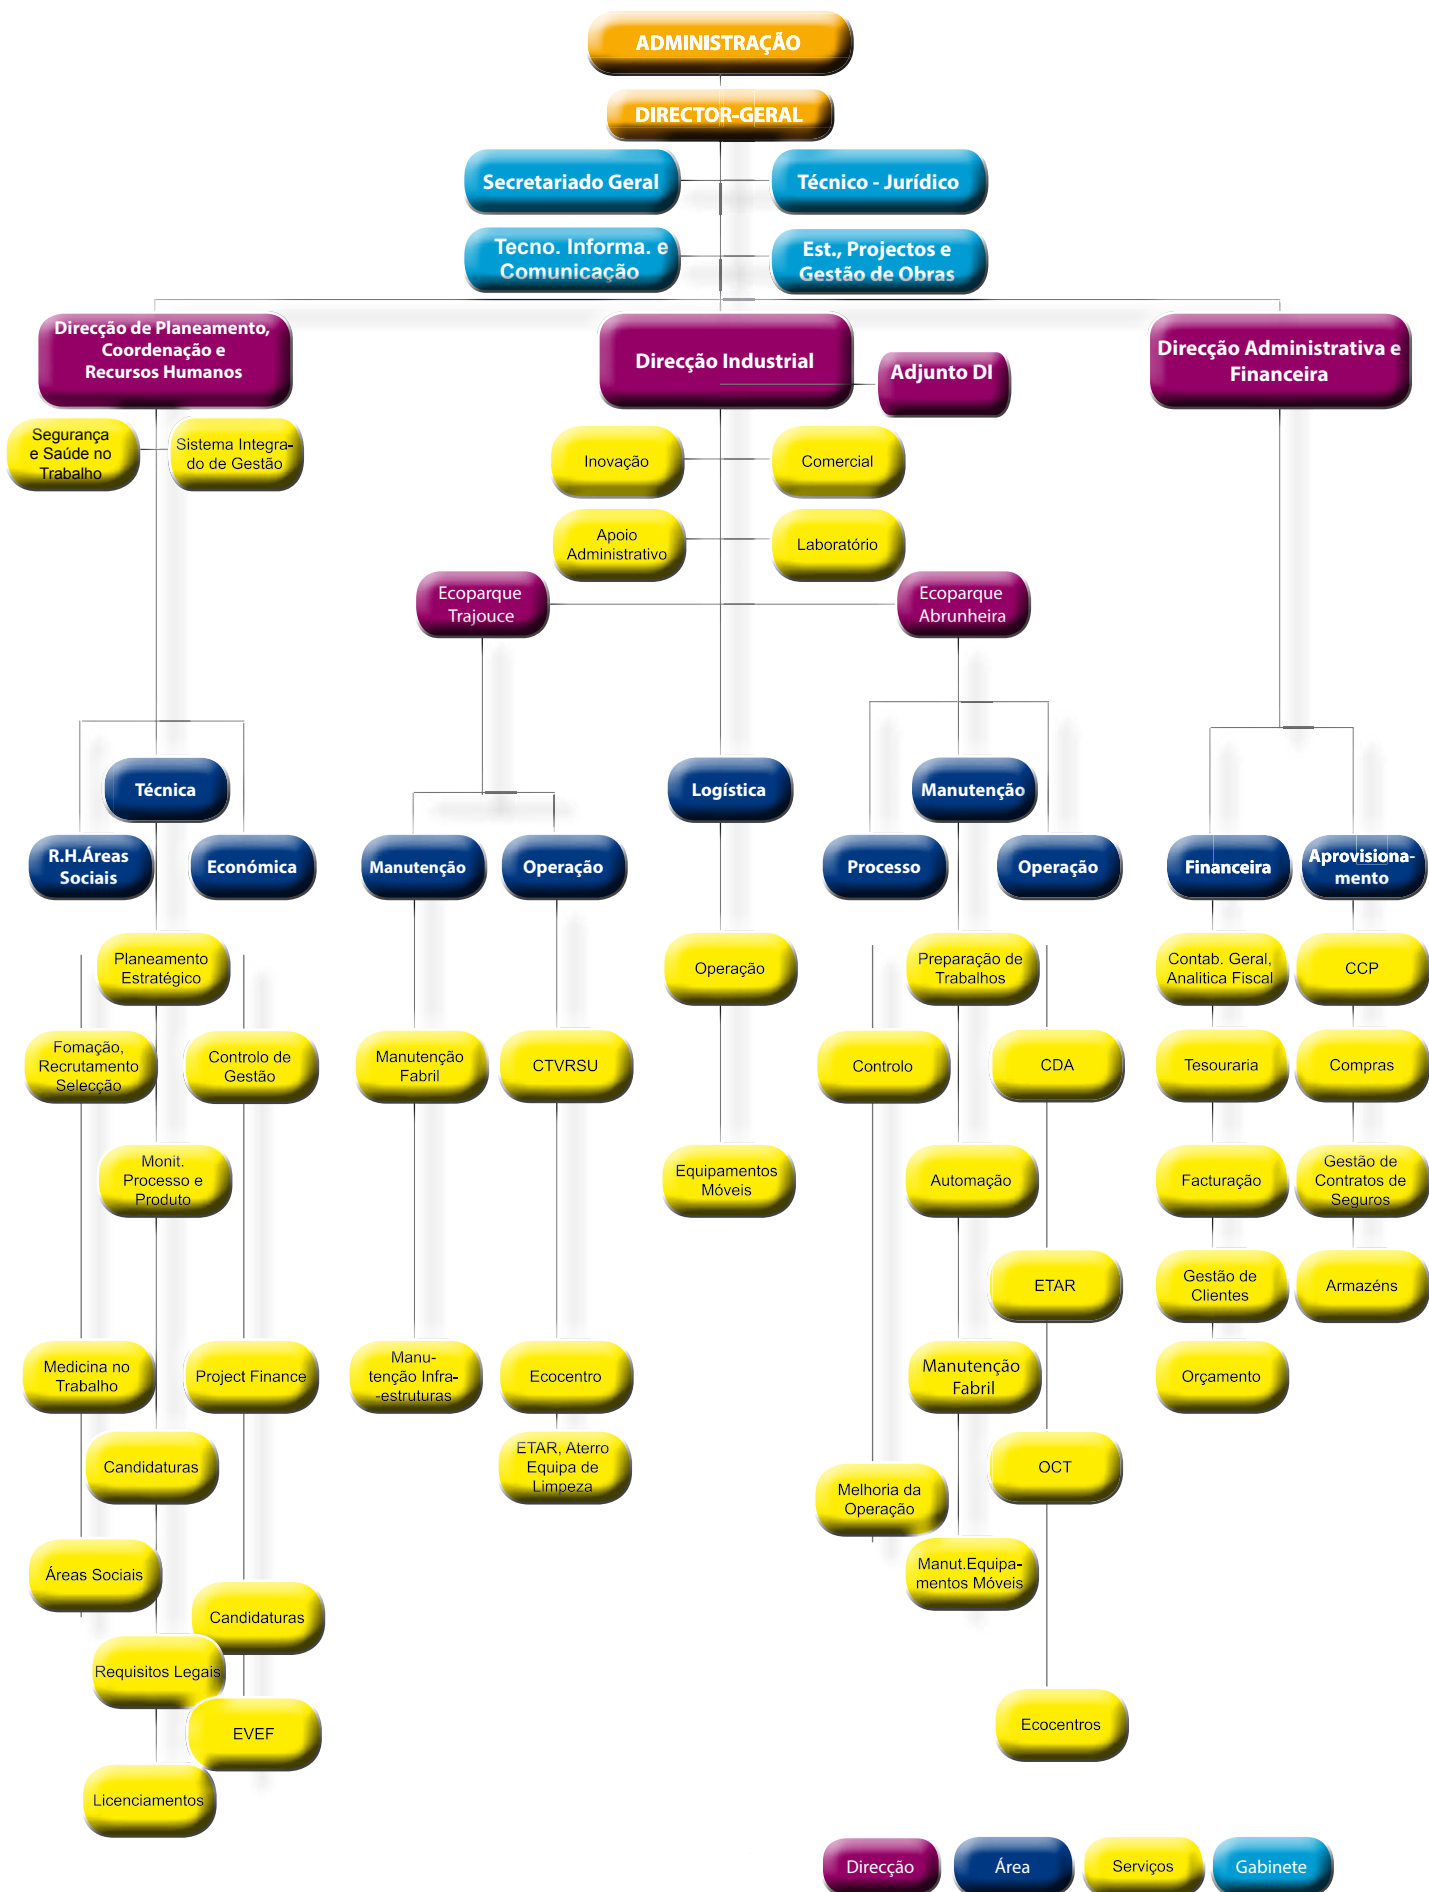 ADMINISTRAÇÃO
DIRECTOR-GERAL
Secretariado Geral
Técnico - Jurídico
Tecno. Informa. e
Comunicação
Est., Projectos e
Gestão de Obras
Direcção de Planeamento,
Coordenação e
Recursos Humanos
Direcção Industrial
Adjunto DI
Direcção Administrativa e
Financeira
Segurança
e Saúde no
Trabalho
Sistema Integra-
do de Gestão
Inovação
Comercial
Apoio
Administrativo
Laboratório
Ecoparque
Trajouce
Ecoparque
Abrunheira
Técnica
Logística
Manutenção
R.H.Áreas
Sociais
Económica
Manutenção
Operação
Processo
Operação
Financeira
Aprovisiona-
mento
Planeamento
Estratégico
Operação
Preparação de
Trabalhos
Contab. Geral,
Analitica Fiscal
CCP
Fomação,
Recrutamento
Selecção
Controlo de
Gestão
Manutenção
Fabril
CTVRSU
Controlo
CDA
Tesouraria
Compras
Monit.
Processo e
Produto
Equipamentos
Móveis
Automação
Facturação
Gestão de
Contratos de
Seguros
ETAR
Gestão de
Clientes
Armazéns
Medicina no
Trabalho
Project Finance
Manu-
tenção Infra-
-estruturas
Ecocentro
Manutenção
Fabril
Orçamento
Candidaturas
ETAR, Aterro
Equipa de
Limpeza
OCT
Melhoria da
Operação
Áreas Sociais
Manut.Equipa-
mentos Móveis
Candidaturas
Requisitos Legais
EVEF
Ecocentros
Licenciamentos
Direcção
Área
Serviços
Gabinete